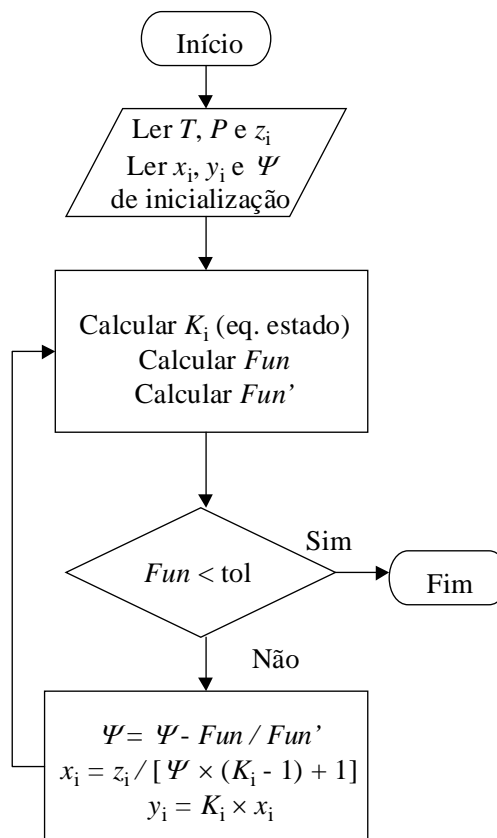 Início
Ler T, P e zi
Ler xi, yi e Ψ
de inicialização
Calcular Ki (eq. estado)
Calcular Fun
Calcular Fun’
Fun < tol
Sim
Fim
Não
Ψ = Ψ - Fun / Fun’
xi = zi / [ Ψ × (Ki - 1) + 1]
yi = Ki × xi